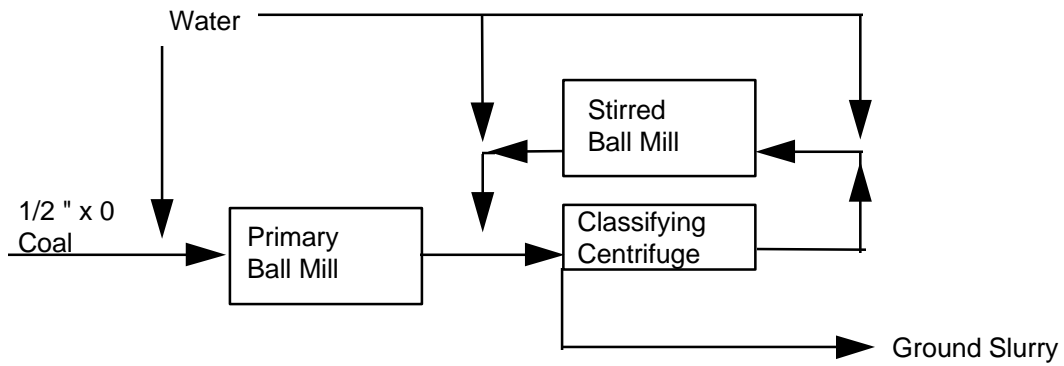 Water
Stirred
Ball Mill
1/2 " x 0
Coal
Primary
Ball Mill
Classifying
Centrifuge
Ground Slurry